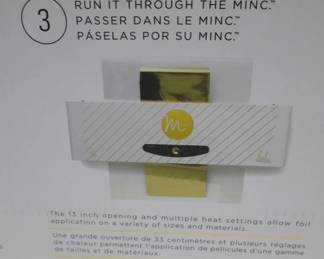 3
RUN IT THROUGH THE MINC.™
PASSER DANS LE MINC.™
PÁSELAS POR SU MINC.™
m
The 13 inch opening and multiple heat settings allow foil
application on a variety of sizes and materials.
Une grande ouverture de 33 centimètres et plusieurs réglages
de chaleur permettent l'application de pellicules d'une gamme
de tailles et de matériaux.